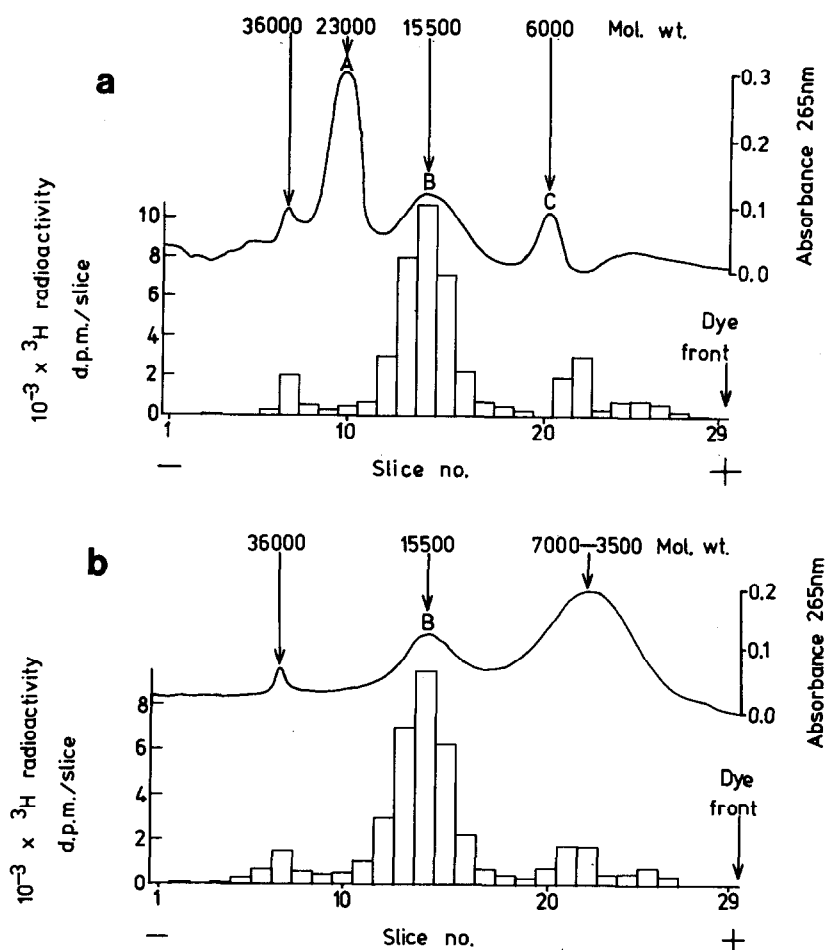 36000 23000 15500 6000 Mol. wt.
a
A
B
C
0.3
0.2
0.1
0.0
Absorbance 265nm
10
8
6
4
2
0
10⁻³ x ³H radioactivity
d.p.m./slice
Dye
front
1 10 20 29
— Slice no. +
36000 15500 7000—3500 Mol. wt.
b
B
0.2
0.1
0.0
Absorbance 265nm
8
6
4
2
0
10⁻³ x ³H radioactivity
d.p.m./slice
Dye
front
1 10 20 29
— Slice no. +